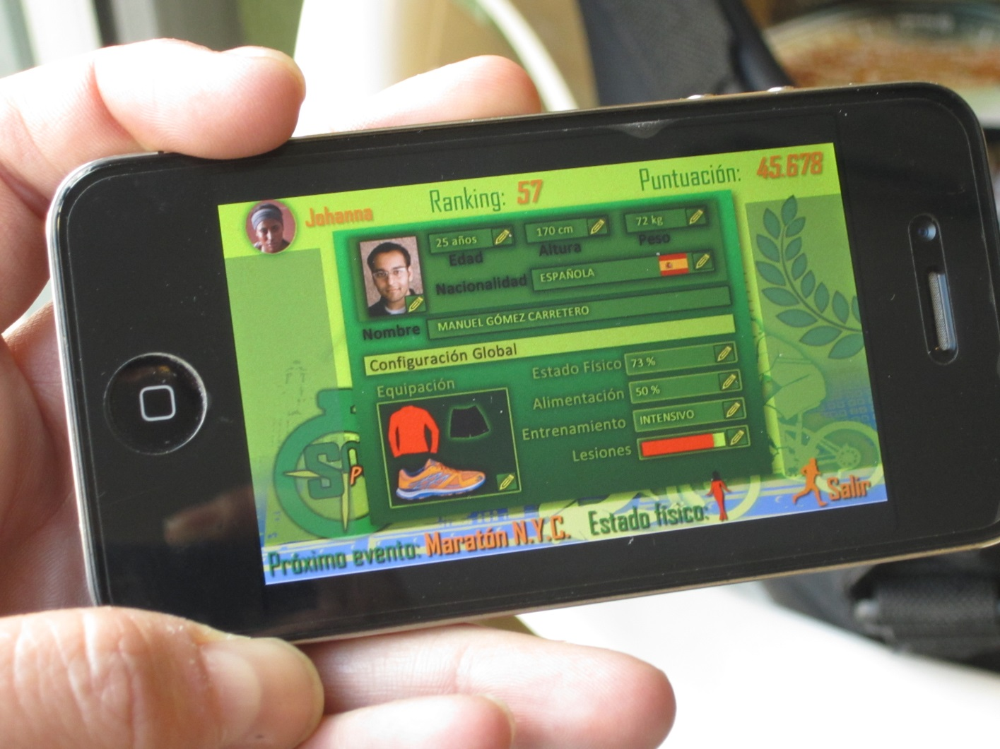 Johanna
Ranking: 57
Puntuación: 45.678
25 años
170 cm
72 kg
Edad
Altura
Peso
Nacionalidad
ESPAÑOLA
Nombre
MANUEL GÓMEZ CARRETERO
Configuración Global
Equipación
Estado Físico
73 %
Alimentación
50 %
Entrenamiento
INTENSIVO
Lesiones
Salir
Próximo evento: Maratón N.Y.C.
Estado físico: